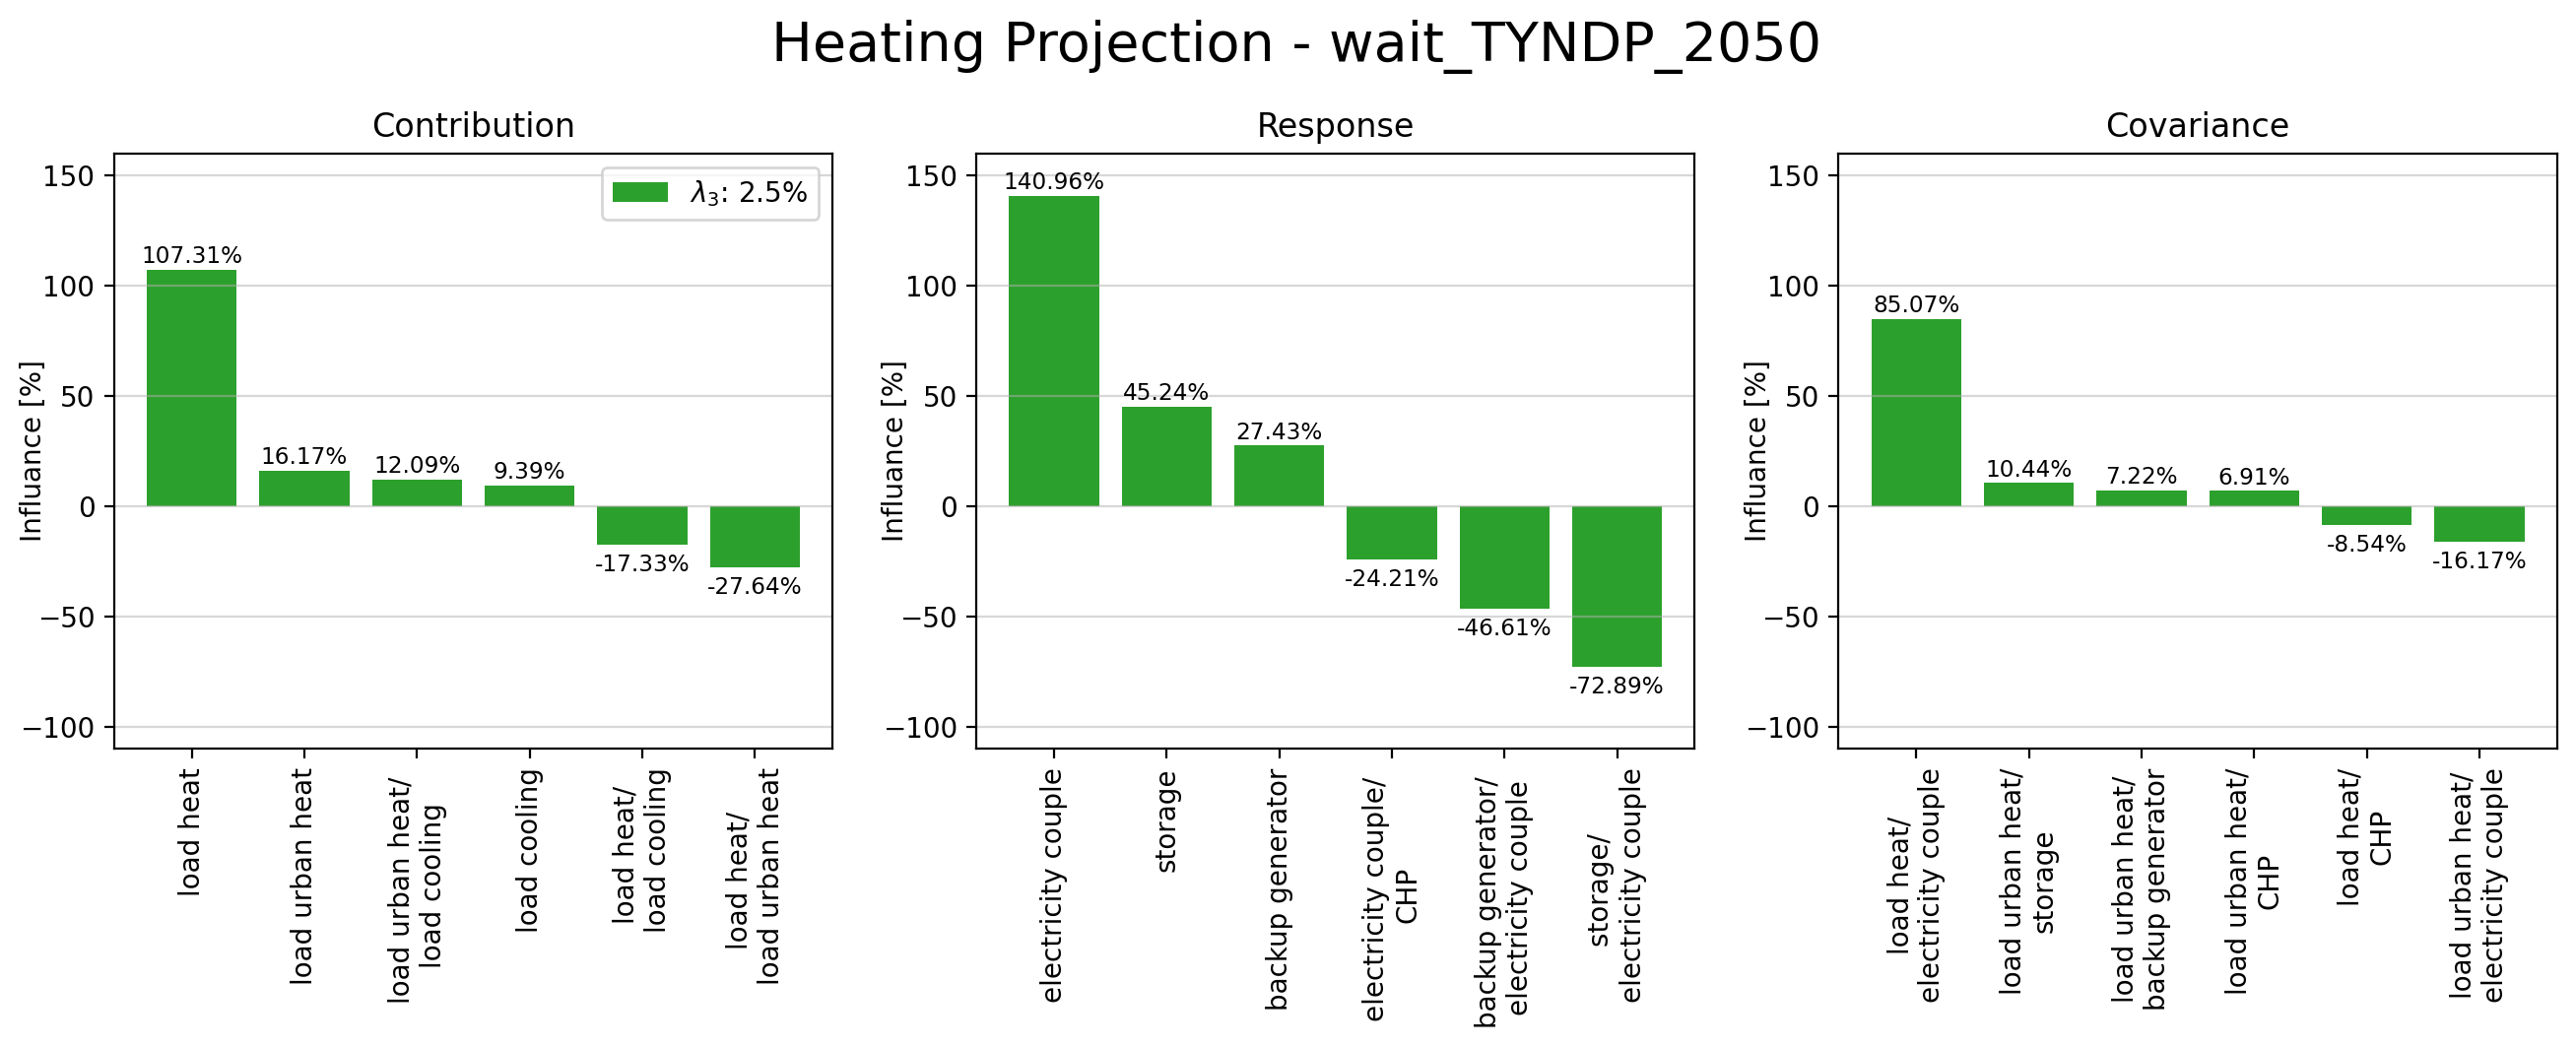 Heating Projection - wait_TYNDP_2050
Contribution
Influance [%]
150
100
50
0
−50
−100
λ3: 2.5%
107.31%
16.17%
12.09%
9.39%
-17.33%
-27.64%
load heat
load urban heat
load urban heat/
load cooling
load cooling
load heat/
load cooling
load heat/
load urban heat
Response
Influance [%]
150
100
50
0
−50
−100
140.96%
45.24%
27.43%
-24.21%
-46.61%
-72.89%
electricity couple
storage
backup generator
electricity couple/
CHP
backup generator/
electricity couple
storage/
electricity couple
Covariance
Influance [%]
150
100
50
0
−50
−100
85.07%
10.44%
7.22%
6.91%
-8.54%
-16.17%
load heat/
electricity couple
load urban heat/
storage
load urban heat/
backup generator
load urban heat/
CHP
load heat/
CHP
load urban heat/
electricity couple